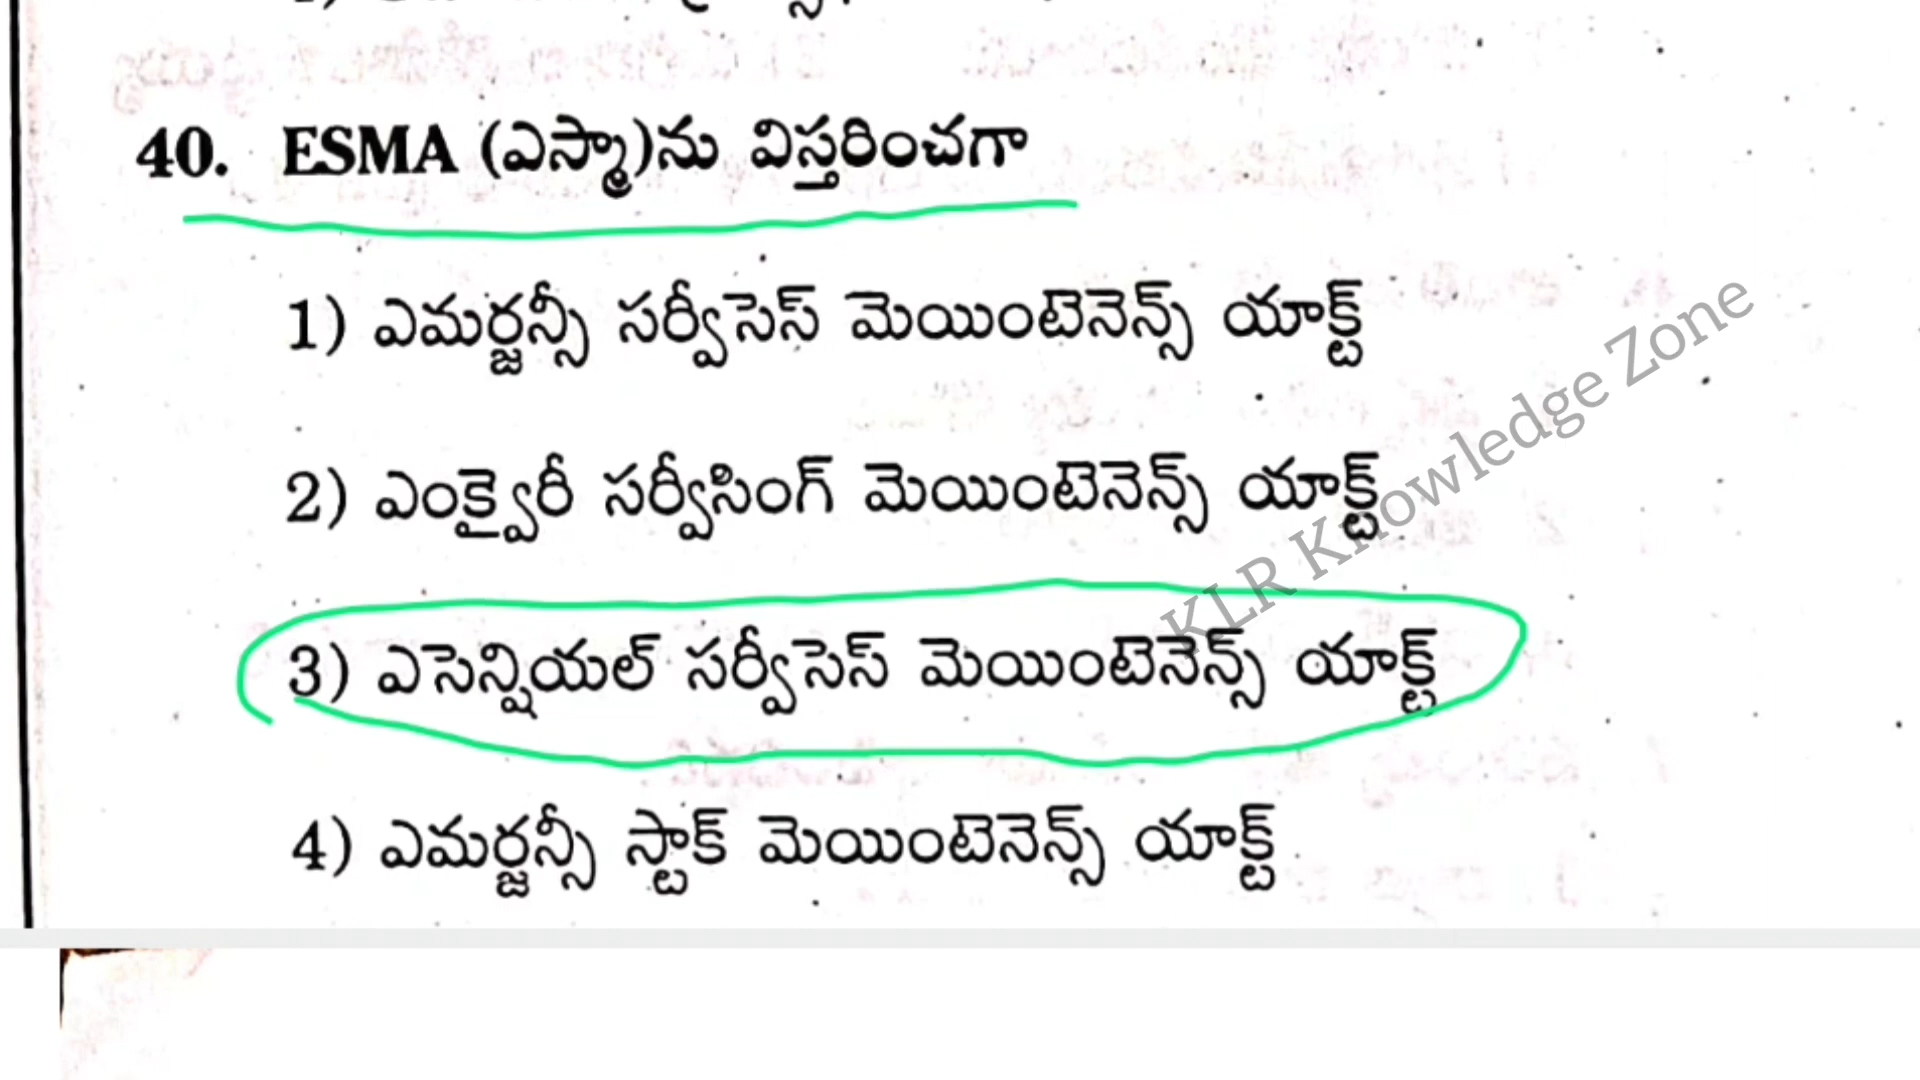 40. ESMA (ఎస్మా)ను విస్తరించగా
1) ఎమర్జన్సీ సర్వీసెస్ మెయింటెనెన్స్ యాక్ట్
2) ఎంక్వైరీ సర్వీసింగ్ మెయింటెనెన్స్ యాక్ట్
3) ఎసెన్షియల్ సర్వీసెస్ మెయింటెనెన్స్ యాక్ట్
4) ఎమర్జన్సీ స్టాక్ మెయింటెనెన్స్ యాక్ట్
KLR Knowledge Zone